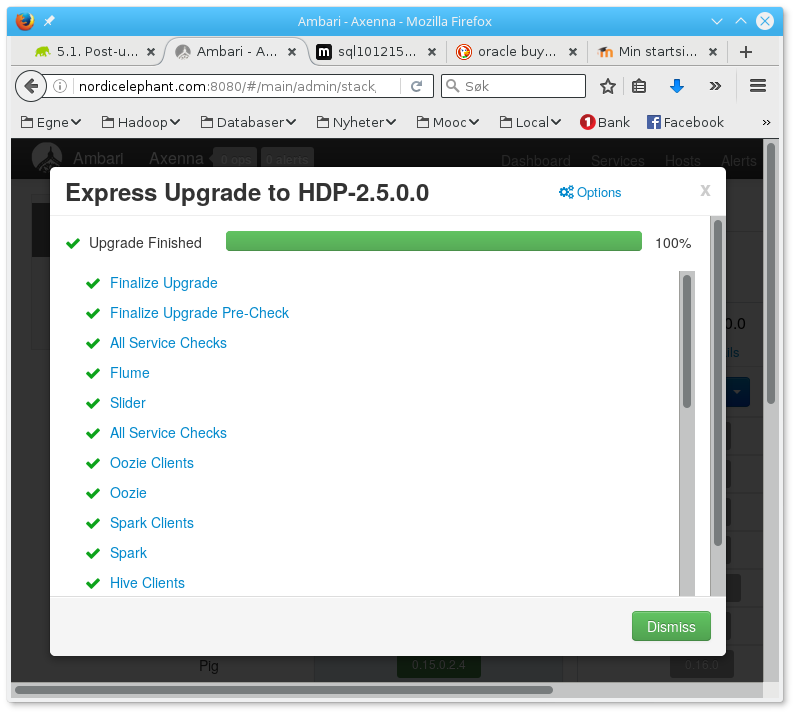 Ambari - Axenna - Mozilla Firefox
5.1. Post-u... Ambari - A... sql101215... oracle buy... Min startsi...
nordicelephant.com:8080/#/main/admin/stack, Søk
Egne Hadoop Databaser Nyheter Mooc Local Bank Facebook
Ambari Axenna 0 ops 0 alerts Dashboard Services Hosts Alerts
Express Upgrade to HDP-2.5.0.0 Options x
Upgrade Finished 100%
Finalize Upgrade
Finalize Upgrade Pre-Check
All Service Checks
Flume
Slider
All Service Checks
Oozie Clients
Oozie
Spark Clients
Spark
Hive Clients
Dismiss
Pig 0.15.0.2.4 0.16.0